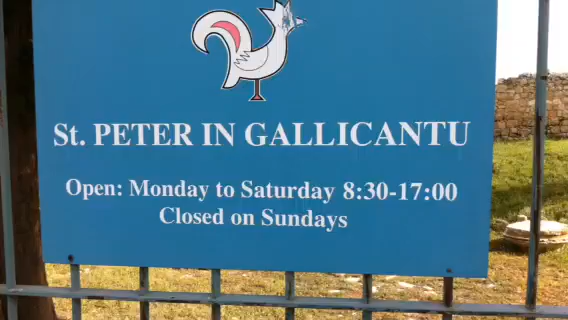 St. PETER IN GALLICANTU
Open: Monday to Saturday 8:30-17:00
Closed on Sundays